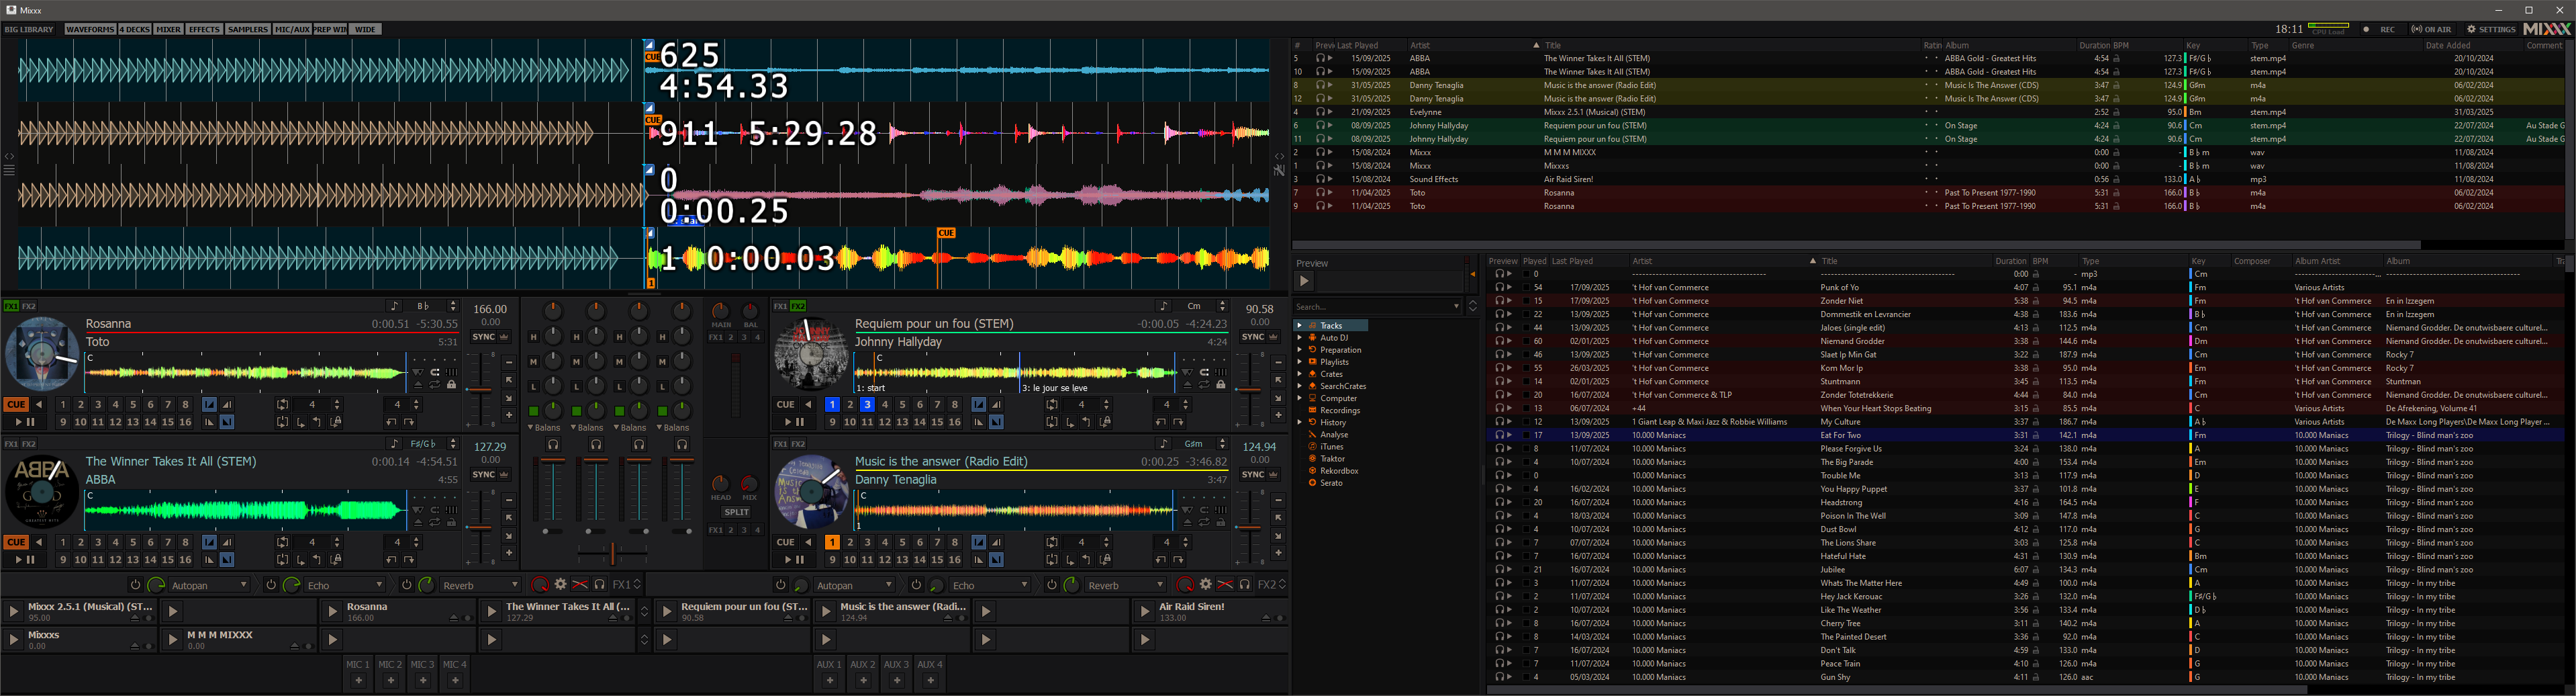 Mixxx
BIG LIBRARY WAVEFORMS 4 DECKS MIXER EFFECTS SAMPLERS MIC/AUX PREP WIN WIDE
18:11 CPU Load REC ON AIR SETTINGS MIXXX
CUE 625
4:54.33
CUE
911 5:29.28
0
0:00.25
CUE
1 0:00.03
1
# Previ Last Played Artist Title Ratin Album Duration BPM Key Type Genre Date Added Comment
5 15/09/2025 ABBA The Winner Takes It All (STEM) ABBA Gold - Greatest Hits 4:54 127.3 F#/G♭ stem.mp4 20/10/2024
10 15/09/2025 ABBA The Winner Takes It All (STEM) ABBA Gold - Greatest Hits 4:54 127.3 F#/G♭ stem.mp4 20/10/2024
8 31/05/2025 Danny Tenaglia Music is the answer (Radio Edit) Music Is The Answer (CDS) 3:47 124.9 G#m m4a 06/02/2024
12 31/05/2025 Danny Tenaglia Music is the answer (Radio Edit) Music Is The Answer (CDS) 3:47 124.9 G#m m4a 06/02/2024
4 21/09/2025 Evelynne Mixxx 2.5.1 (Musical) (STEM) 2:52 95.0 Bm stem.mp4 31/03/2025
6 08/09/2025 Johnny Hallyday Requiem pour un fou (STEM) On Stage 4:24 90.6 Cm stem.mp4 22/07/2024 Au Stade G
11 08/09/2025 Johnny Hallyday Requiem pour un fou (STEM) On Stage 4:24 90.6 Cm stem.mp4 22/07/2024 Au Stade G
2 15/08/2024 Mixxx M M M MIXXX 0:00 - B♭m wav 11/08/2024
1 15/08/2024 Mixxx Mixxxs 0:00 - B♭m wav 11/08/2024
3 15/08/2024 Sound Effects Air Raid Siren! 0:56 133.0 A♭ mp3 11/08/2024
7 11/04/2025 Toto Rosanna Past To Present 1977-1990 5:31 166.0 B♭ m4a 06/02/2024
9 11/04/2025 Toto Rosanna Past To Present 1977-1990 5:31 166.0 B♭ m4a 06/02/2024
FX1 FX2 B♭ 166.00
Rosanna 0:00.51 -5:30.55 0.00
Toto 5:31 SYNC
C
CUE 1 2 3 4 5 6 7 8 4 4
9 10 11 12 13 14 15 16
FX1 FX2 F#/G♭ 127.29
The Winner Takes It All (STEM) 0:00.14 -4:54.51 0.00
ABBA 4:55 SYNC
C
CUE 1 2 3 4 5 6 7 8 4 4
9 10 11 12 13 14 15 16
H H M M L L
Balans Balans Balans Balans
MAIN BAL
FX1 2 3 4
HEAD MIX
SPLIT
FX1 2 3 4
FX1 FX2 Cm 90.58
Requiem pour un fou (STEM) -0:00.05 -4:24.23 0.00
Johnny Hallyday 4:24 SYNC
C
1: start 3: le jour se leve
CUE 1 2 3 4 5 6 7 8 4 4
9 10 11 12 13 14 15 16
FX1 FX2 G#m 124.94
Music is the answer (Radio Edit) 0:00.25 -3:46.82 0.00
Danny Tenaglia 3:47 SYNC
C
1
CUE 1 2 3 4 5 6 7 8 4 4
9 10 11 12 13 14 15 16
Autopan Echo Reverb FX1
Autopan Echo Reverb FX2
Mixxx 2.5.1 (Musical) (ST... Rosanna The Winner Takes It All (... Requiem pour un fou (ST... Music is the answer (Radi... Air Raid Siren!
95.00 166.00 127.29 90.58 124.94 133.00
Mixxxs M M M MIXXX
0.00 0.00
MIC 1 MIC 2 MIC 3 MIC 4 AUX 1 AUX 2 AUX 3 AUX 4
Preview
Search...
Tracks
Auto DJ
Preparation
Playlists
Crates
SearchCrates
Computer
Recordings
History
Analyse
iTunes
Traktor
Rekordbox
Serato
Preview Played Last Played Artist Title Duration BPM Type Key Composer Album Artist Album
0 0:00 - mp3 Cm
54 17/09/2025 't Hof van Commerce Punk of Yo 4:07 95.1 m4a Fm Various Artists
15 17/09/2025 't Hof van Commerce Zonder Niet 5:38 94.5 m4a Fm 't Hof van Commerce En in Izzegem
22 13/09/2025 't Hof van Commerce Dommestik en Levrancier 4:38 183.6 m4a B♭ 't Hof van Commerce En in Izzegem
44 13/09/2025 't Hof van Commerce Jaloes (single edit) 4:13 112.5 m4a Cm 't Hof van Commerce Niemand Grodder. De onutwisbaere culturel...
60 02/01/2025 't Hof van Commerce Niemand Grodder 3:38 144.6 m4a Dm 't Hof van Commerce Niemand Grodder. De onutwisbaere culturel...
46 13/09/2025 't Hof van Commerce Slaet Ip Min Gat 3:22 187.9 m4a Cm 't Hof van Commerce Rocky 7
55 26/03/2025 't Hof van Commerce Kom Mor Ip 3:38 95.0 m4a Em 't Hof van Commerce Rocky 7
14 02/01/2025 't Hof van Commerce Stuntmann 3:45 113.5 m4a Fm 't Hof van Commerce Stuntman
20 16/07/2024 't Hof van Commerce & TLP Zonder Totetrekkerie 4:44 84.0 m4a Cm 't Hof van Commerce Niemand Grodder. De onutwisbaere culturel...
13 06/07/2024 +44 When Your Heart Stops Beating 3:15 85.5 m4a C Various Artists De Afrekening, Volume 41
12 13/09/2025 1 Giant Leap & Maxi Jazz & Robbie Williams My Culture 3:37 186.7 m4a A♭ Various Artists De Maxx Long Players\De Maxx Long Player ...
17 13/09/2025 10.000 Maniacs Eat For Two 3:31 142.1 m4a Fm 10.000 Maniacs Trilogy - Blind man's zoo
8 11/07/2024 10.000 Maniacs Please Forgive Us 3:24 138.0 m4a A 10.000 Maniacs Trilogy - Blind man's zoo
4 10/07/2024 10.000 Maniacs The Big Parade 4:00 153.4 m4a Em 10.000 Maniacs Trilogy - Blind man's zoo
0 10.000 Maniacs Trouble Me 3:13 117.9 m4a D 10.000 Maniacs Trilogy - Blind man's zoo
4 16/02/2024 10.000 Maniacs You Happy Puppet 3:37 101.8 m4a E 10.000 Maniacs Trilogy - Blind man's zoo
20 16/07/2024 10.000 Maniacs Headstrong 4:16 164.5 m4a F 10.000 Maniacs Trilogy - Blind man's zoo
4 18/03/2024 10.000 Maniacs Poison In The Well 3:09 147.8 m4a C 10.000 Maniacs Trilogy - Blind man's zoo
4 10/07/2024 10.000 Maniacs Dust Bowl 4:12 117.0 m4a G 10.000 Maniacs Trilogy - Blind man's zoo
7 07/07/2024 10.000 Maniacs The Lions Share 3:03 125.8 m4a C 10.000 Maniacs Trilogy - Blind man's zoo
7 16/07/2024 10.000 Maniacs Hateful Hate 4:31 130.9 m4a Bm 10.000 Maniacs Trilogy - Blind man's zoo
21 16/07/2024 10.000 Maniacs Jubilee 6:07 134.3 m4a Cm 10.000 Maniacs Trilogy - Blind man's zoo
3 11/07/2024 10.000 Maniacs Whats The Matter Here 4:49 100.0 m4a A 10.000 Maniacs Trilogy - In my tribe
2 11/07/2024 10.000 Maniacs Hey Jack Kerouac 3:26 132.0 m4a F#/G♭ 10.000 Maniacs Trilogy - In my tribe
2 10/07/2024 10.000 Maniacs Like The Weather 3:56 133.4 m4a D♭ 10.000 Maniacs Trilogy - In my tribe
8 16/07/2024 10.000 Maniacs Cherry Tree 3:11 140.2 m4a A 10.000 Maniacs Trilogy - In my tribe
8 14/03/2024 10.000 Maniacs The Painted Desert 3:36 92.0 m4a C 10.000 Maniacs Trilogy - In my tribe
7 16/07/2024 10.000 Maniacs Don't Talk 4:59 133.0 m4a D 10.000 Maniacs Trilogy - In my tribe
7 11/07/2024 10.000 Maniacs Peace Train 4:10 126.0 m4a G 10.000 Maniacs Trilogy - In my tribe
4 05/03/2024 10.000 Maniacs Gun Shy 4:11 126.0 aac G 10.000 Maniacs Trilogy - In my tribe